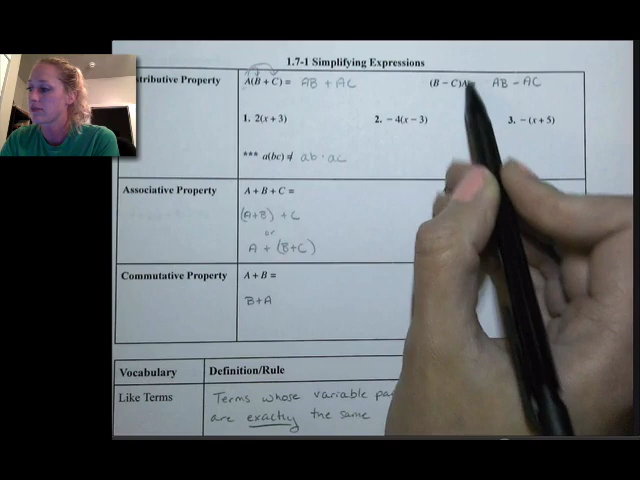 1.7-1 Simplifying Expressions
stributive Property A(B + C) = AB + AC (B − C)A AB − AC
1. 2(x + 3) 2. −4(x − 3) 3. −(x + 5)
*** a(bc) ≠ ab · ac
Associative Property A + B + C =
(A+B) + C
or
A + (B+C)
Commutative Property A + B =
B+A
Vocabulary Definition/Rule
Like Terms Terms whose variable pa
are exactly the same